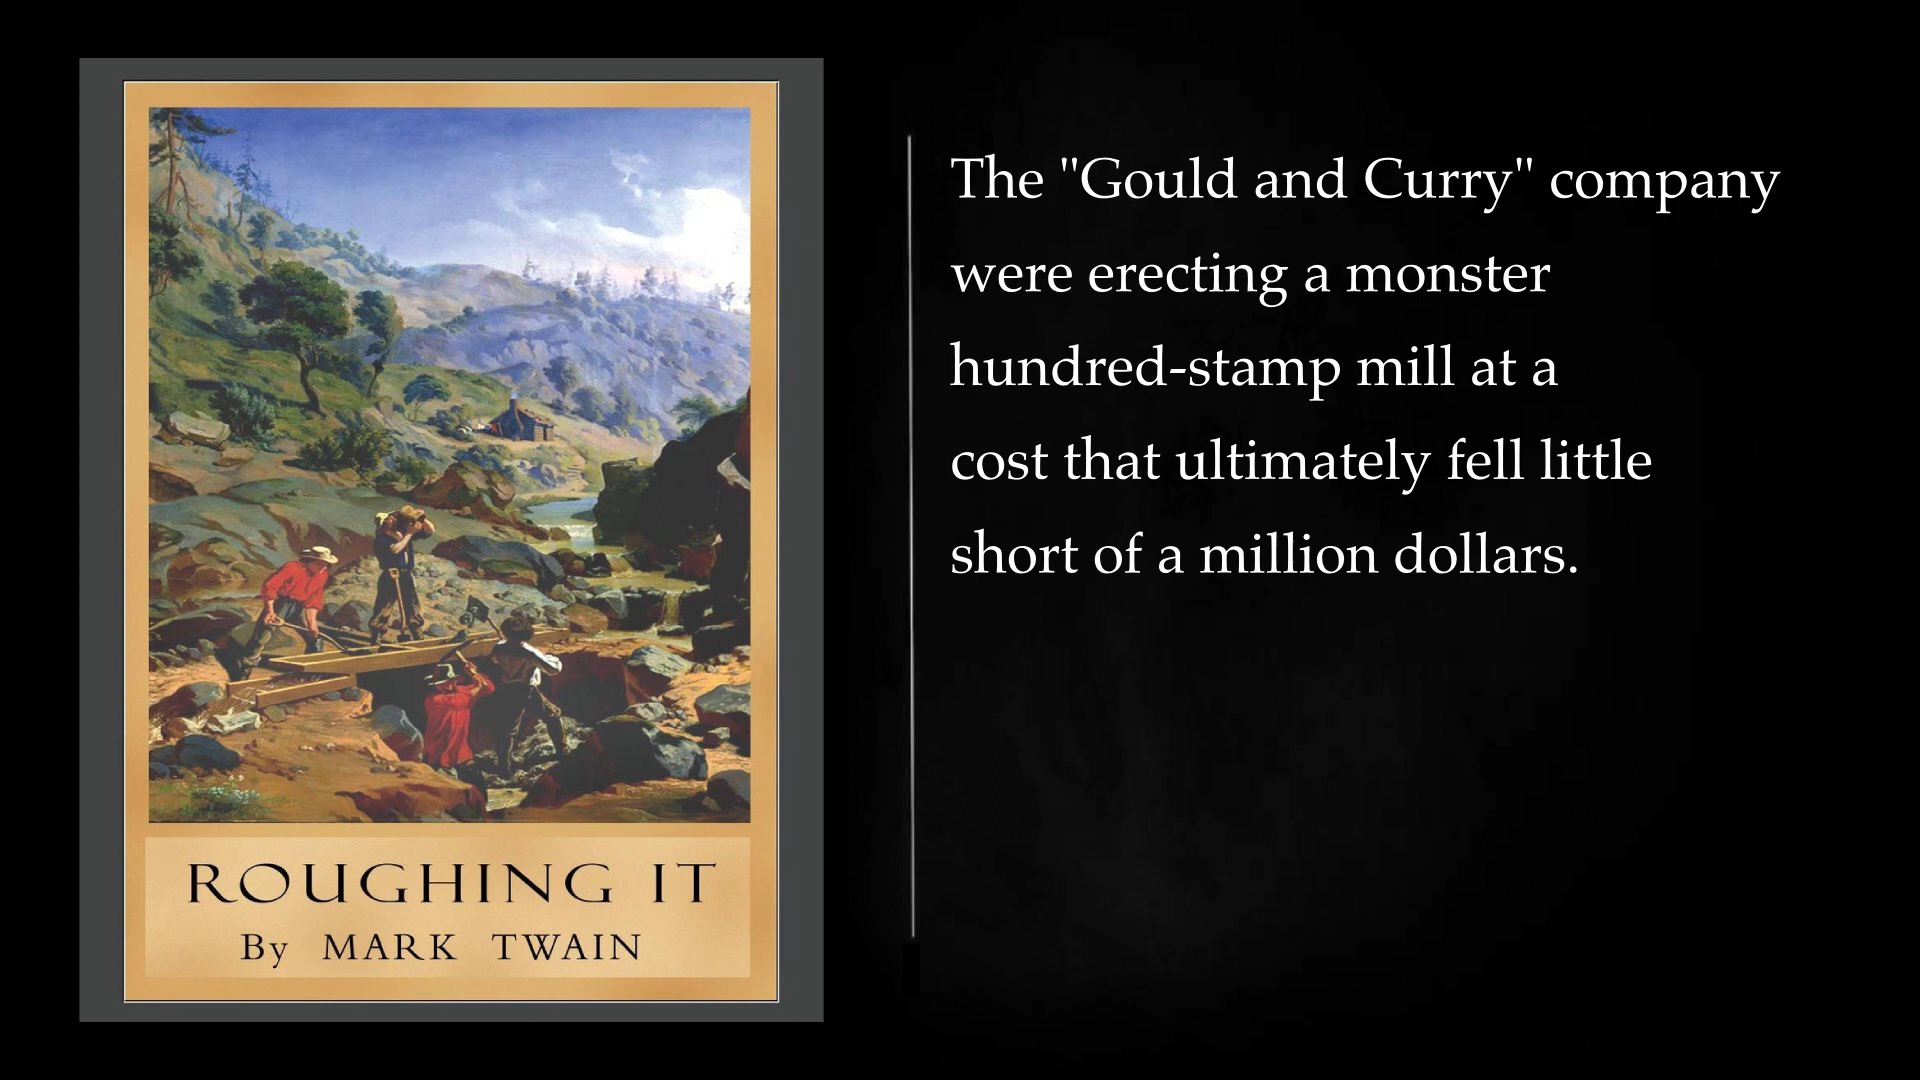 ROUGHING IT
By MARK TWAIN
The "Gould and Curry" company
were erecting a monster
hundred-stamp mill at a
cost that ultimately fell little
short of a million dollars.